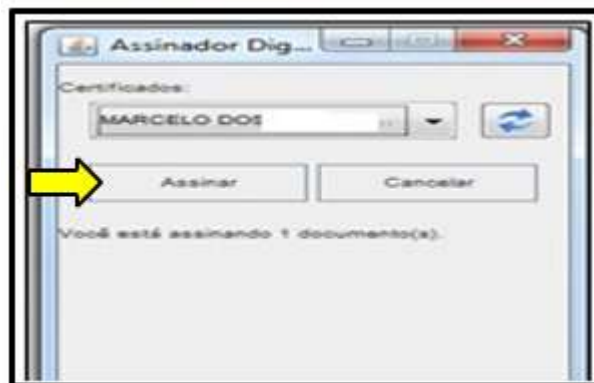 Assinador Dig...
Certificados:
MARCELO DOS ...
Assinar
Cancelar
Você está assinando 1 documento(s).